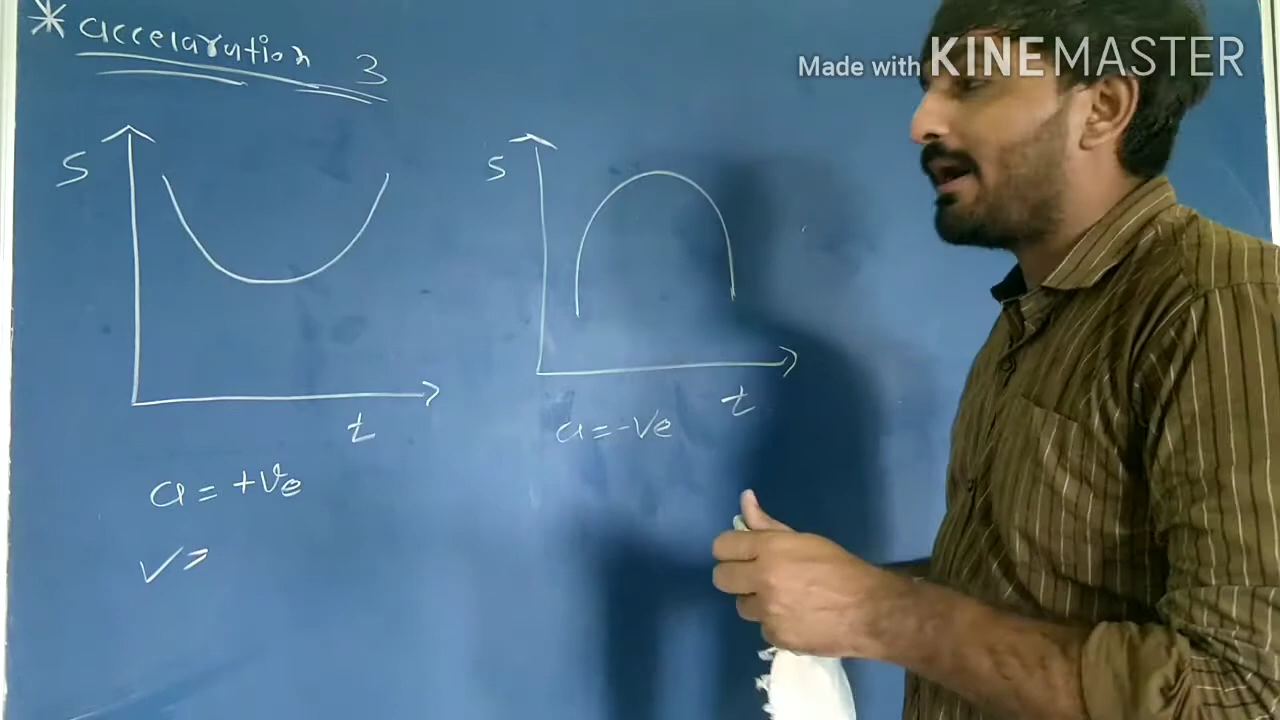 * accelaration 3
Made with KINEMASTER
S
t
a = +ve
v =
S
t
a = -ve